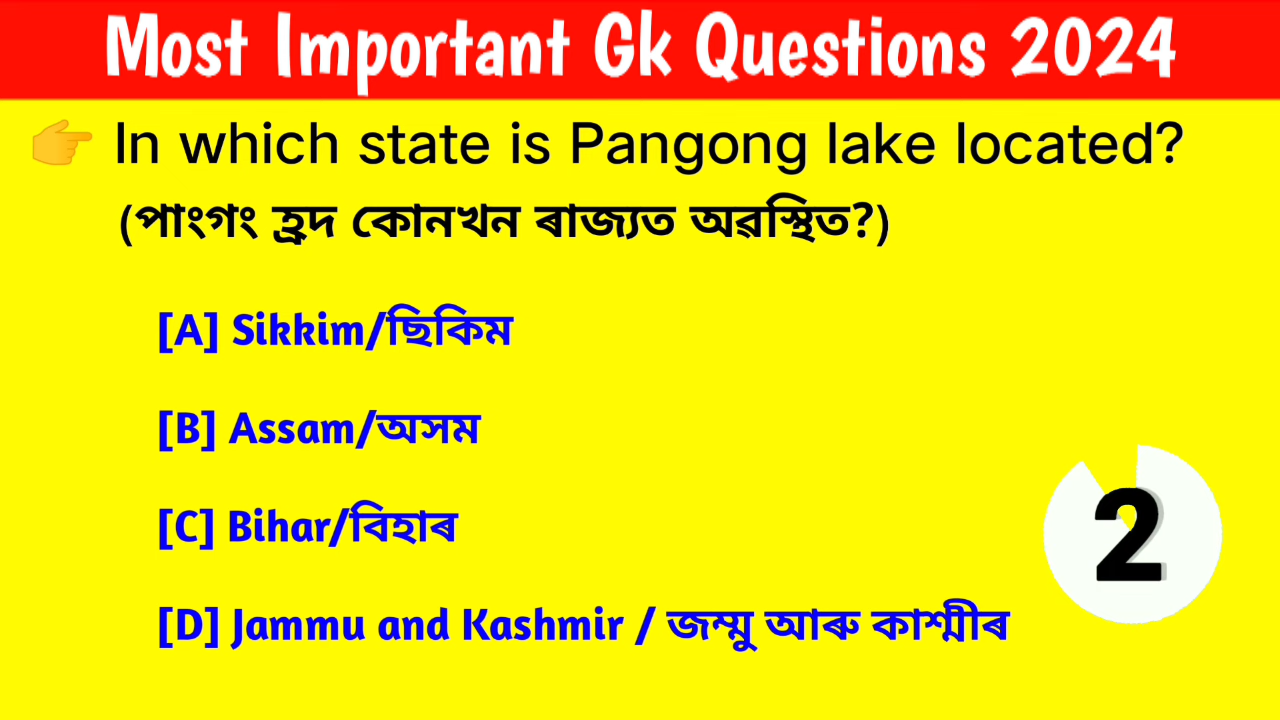 Most Important Gk Questions 2024
👉 In which state is Pangong lake located?
(পাংগং হ্ৰদ কোনখন ৰাজ্যত অৱস্থিত?)
[A] Sikkim/ছিকিম
[B] Assam/অসম
[C] Bihar/বিহাৰ
2
[D] Jammu and Kashmir / জম্মু আৰু কাশ্মীৰ